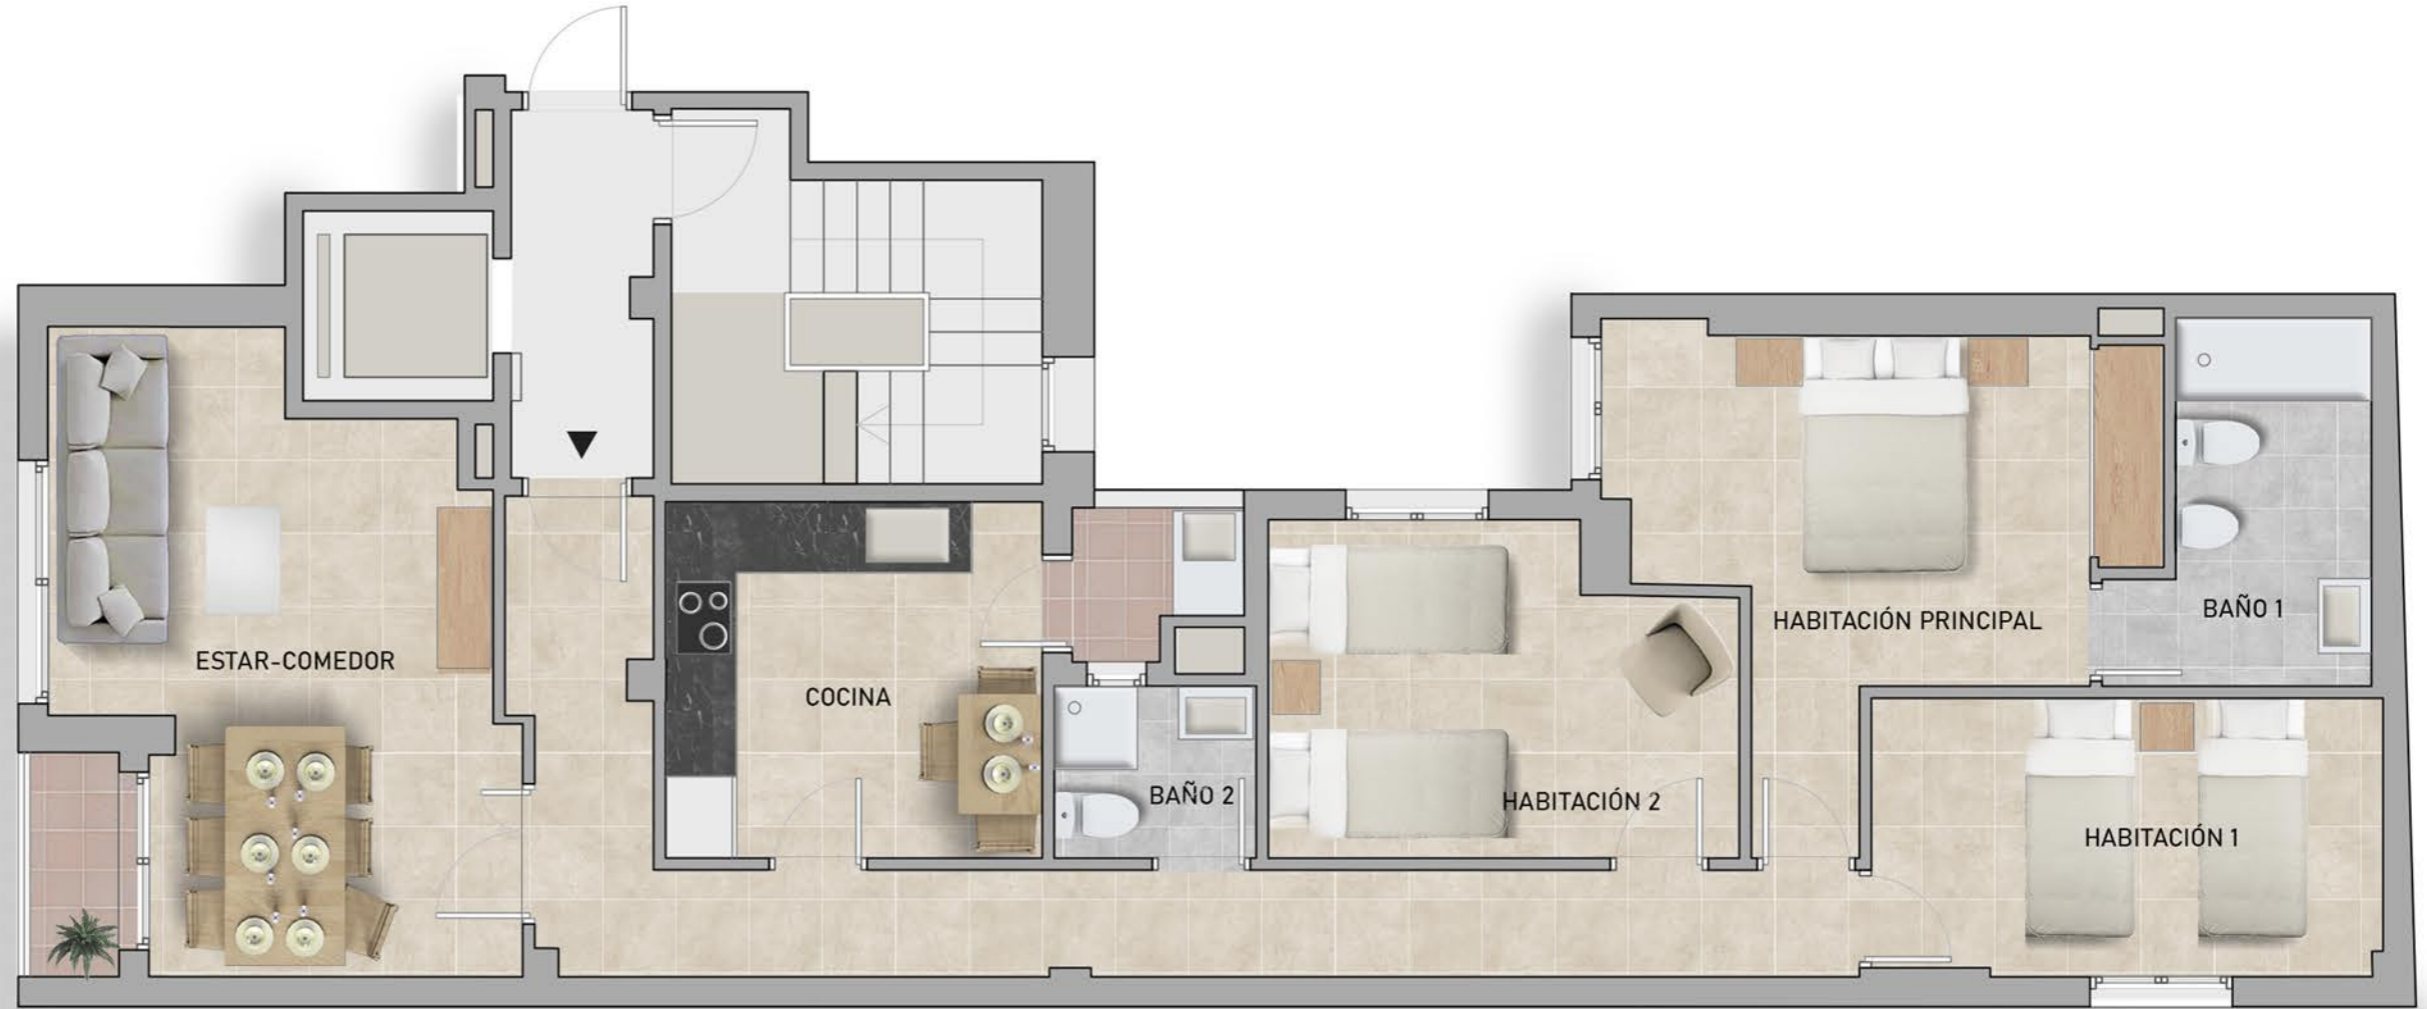 ESTAR-COMEDOR
COCINA
BAÑO 2
HABITACIÓN 2
HABITACIÓN PRINCIPAL
BAÑO 1
HABITACIÓN 1